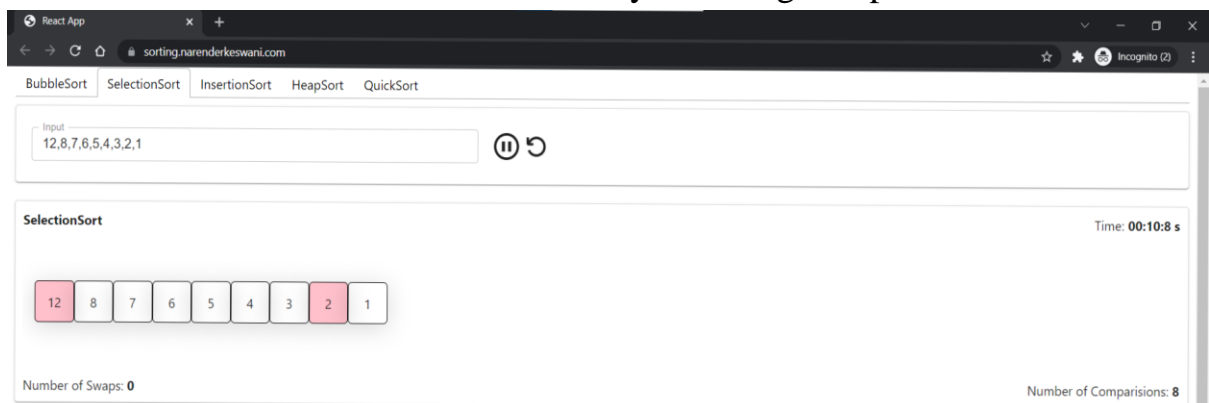 React App
sorting.narenderkeswani.com
Incognito (2)
BubbleSort SelectionSort InsertionSort HeapSort QuickSort
Input
12,8,7,6,5,4,3,2,1
SelectionSort
Time: 00:10:8 s
12 8 7 6 5 4 3 2 1
Number of Swaps: 0
Number of Comparisions: 8